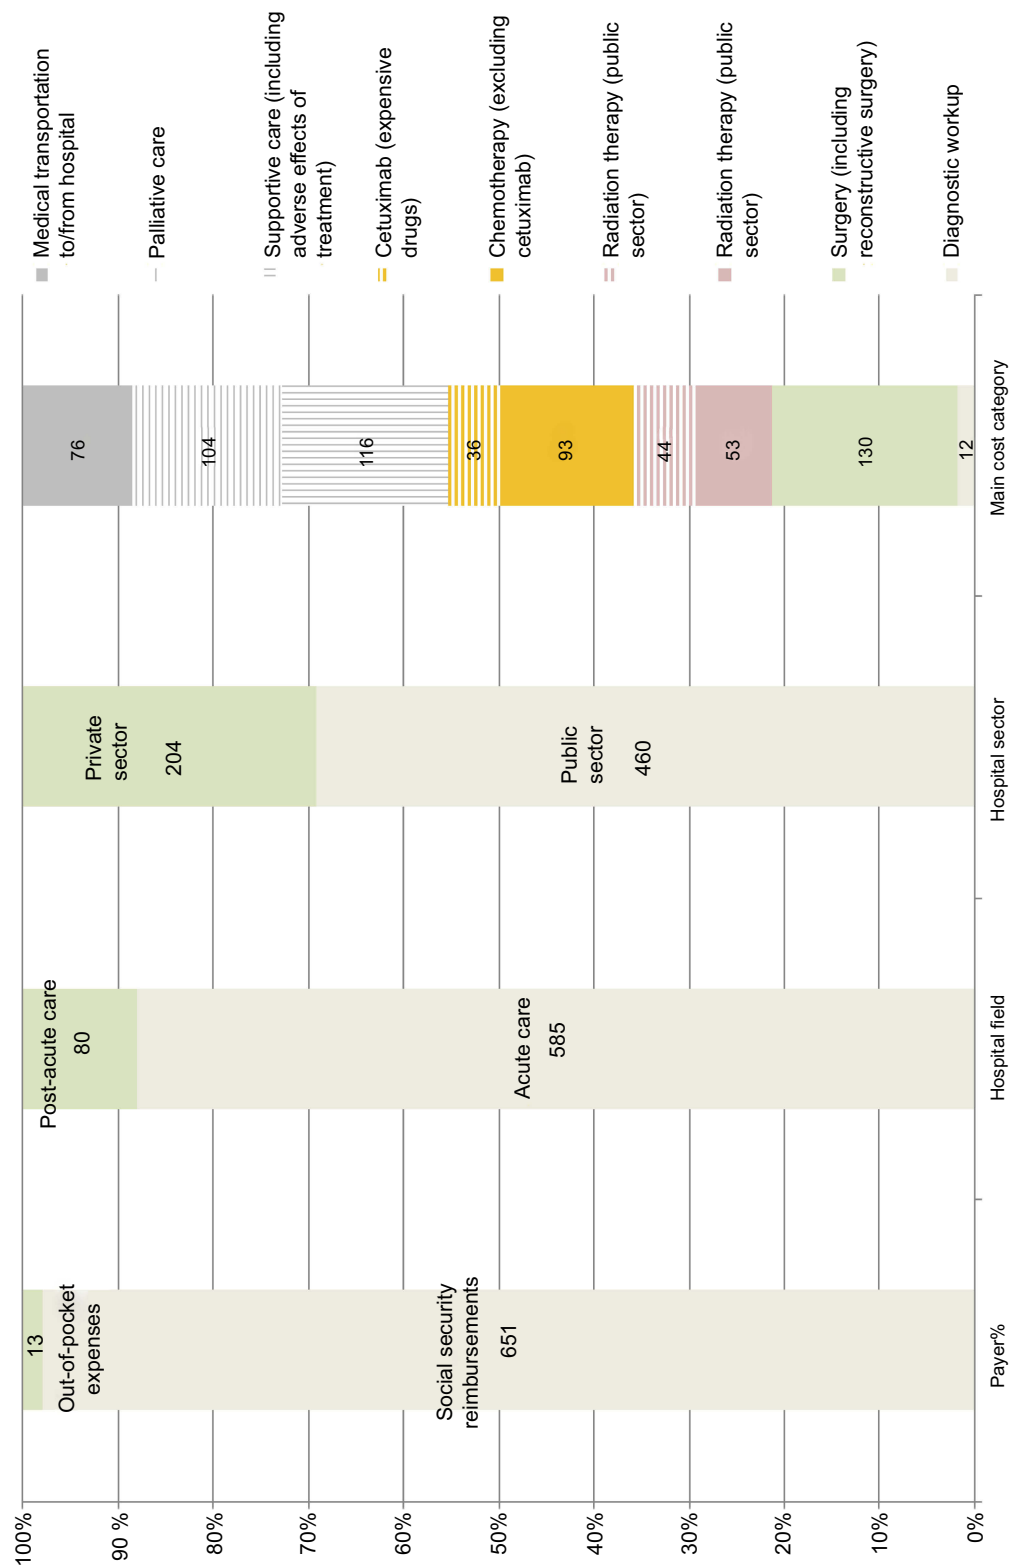 100%
90 %
80%
70%
60%
50%
40%
30%
20%
10%
0%
13
Out-of-pocket
expenses
Social security
reimbursements
651
Payer%
Post-acute care
80
Acute care
585
Hospital field
Private
sector
204
Public
sector
460
Hospital sector
76
104
116
36
93
44
53
130
12
Main cost category
Medical transportation
to/from hospital
Palliative care
Supportive care (including
adverse effects of
treatment)
Cetuximab (expensive
drugs)
Chemotherapy (excluding
cetuximab)
Radiation therapy (public
sector)
Radiation therapy (public
sector)
Surgery (including
reconstructive surgery)
Diagnostic workup